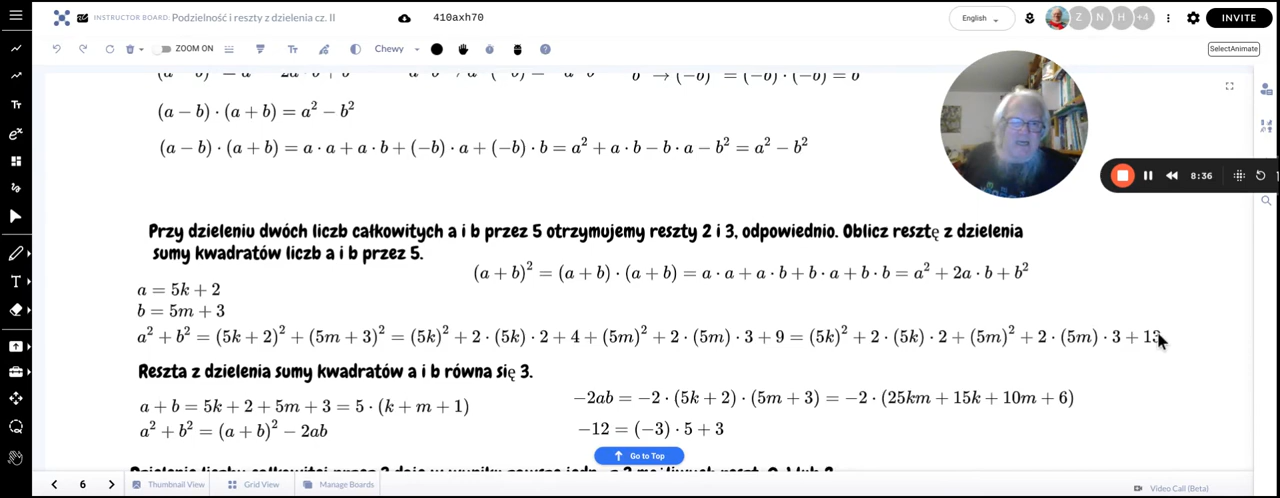 INSTRUCTOR BOARD: Podzielność i reszty z dzielenia cz. II
410axh70
English
Z N H +4
INVITE
ZOOM ON
Chewy
SelectAnimate
(a − b) · (a + b) = a² − b²
(a − b) · (a + b) = a · a + a · b + (−b) · a + (−b) · b = a² + a · b − b · a − b² = a² − b²
8:36
Przy dzieleniu dwóch liczb całkowitych a i b przez 5 otrzymujemy reszty 2 i 3, odpowiednio. Oblicz resztę z dzielenia
sumy kwadratów liczb a i b przez 5.
(a + b)² = (a + b) · (a + b) = a · a + a · b + b · a + b · b = a² + 2a · b + b²
a = 5k + 2
b = 5m + 3
a² + b² = (5k + 2)² + (5m + 3)² = (5k)² + 2 · (5k) · 2 + 4 + (5m)² + 2 · (5m) · 3 + 9 = (5k)² + 2 · (5k) · 2 + (5m)² + 2 · (5m) · 3 + 13
Reszta z dzielenia sumy kwadratów a i b równa się 3.
a + b = 5k + 2 + 5m + 3 = 5 · (k + m + 1)
−2ab = −2 · (5k + 2) · (5m + 3) = −2 · (25km + 15k + 10m + 6)
a² + b² = (a + b)² − 2ab
−12 = (−3) · 5 + 3
Go to Top
6
Thumbnail View
Grid View
Manage Boards
Video Call (Beta)